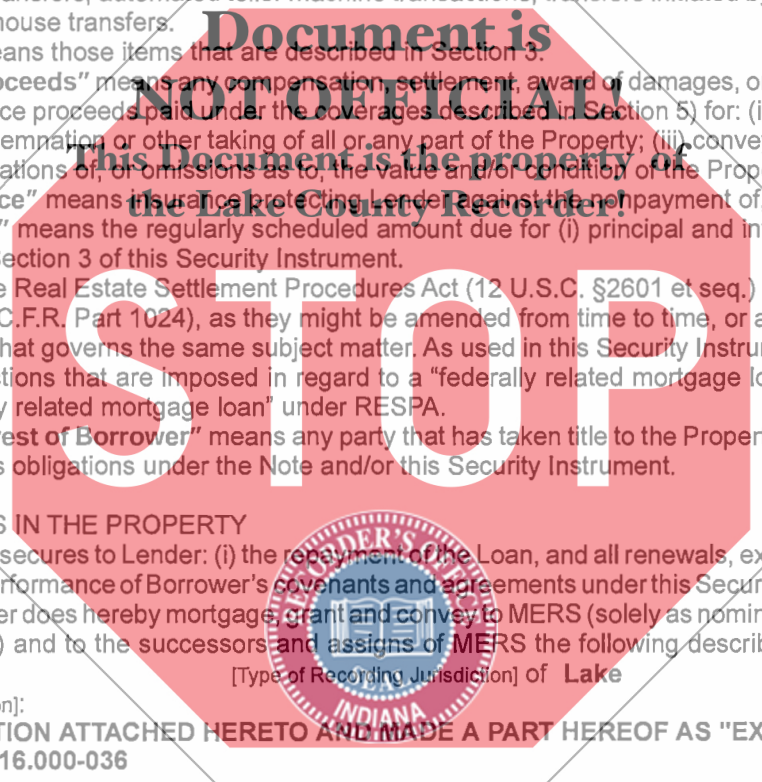 house transfers.
Document is
eans those items that are described in Section 3.
oceeds" means any compensation, settlement, award of damages, o
NOT OFFICIAL!
ce proceeds paid under the coverages described in Section 5) for: (i
emnation or other taking of all or any part of the Property; (iii) convey
This Document is the property of
ations of, or omissions as to, the value and/or condition of the Prop
the Lake County Recorder!
ce" means insurance protecting Lender against the nonpayment of,
" means the regularly scheduled amount due for (i) principal and in
ection 3 of this Security Instrument.
e Real Estate Settlement Procedures Act (12 U.S.C. §2601 et seq.)
C.F.R. Part 1024), as they might be amended from time to time, or a
hat governs the same subject matter. As used in this Security Instrum
STOP
tions that are imposed in regard to a "federally related mortgage lo
y related mortgage loan" under RESPA.
est of Borrower" means any party that has taken title to the Proper
s obligations under the Note and/or this Security Instrument.
S IN THE PROPERTY
secures to Lender: (i) the repayment of the Loan, and all renewals, ex
rformance of Borrower's covenants and agreements under this Secur
er does hereby mortgage, grant and convey to MERS (solely as nomin
) and to the successors and assigns of MERS the following describ
RECORDER'S OFFICE
SEAL
INDIANA
[Type of Recording Jurisdiction] of Lake
on]:
TION ATTACHED HERETO AND MADE A PART HEREOF AS "EX
16.000-036